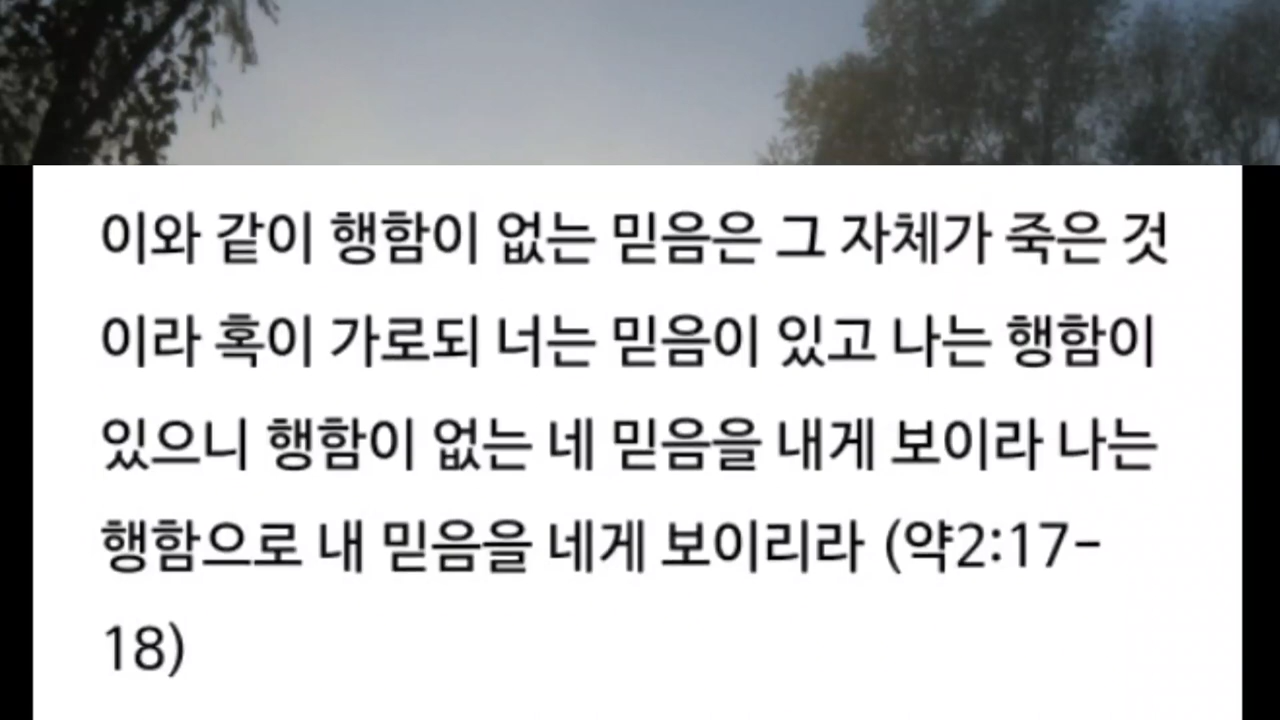 이와 같이 행함이 없는 믿음은 그 자체가 죽은 것
이라 혹이 가로되 너는 믿음이 있고 나는 행함이
있으니 행함이 없는 네 믿음을 내게 보이라 나는
행함으로 내 믿음을 네게 보이리라 (약2:17-
18)